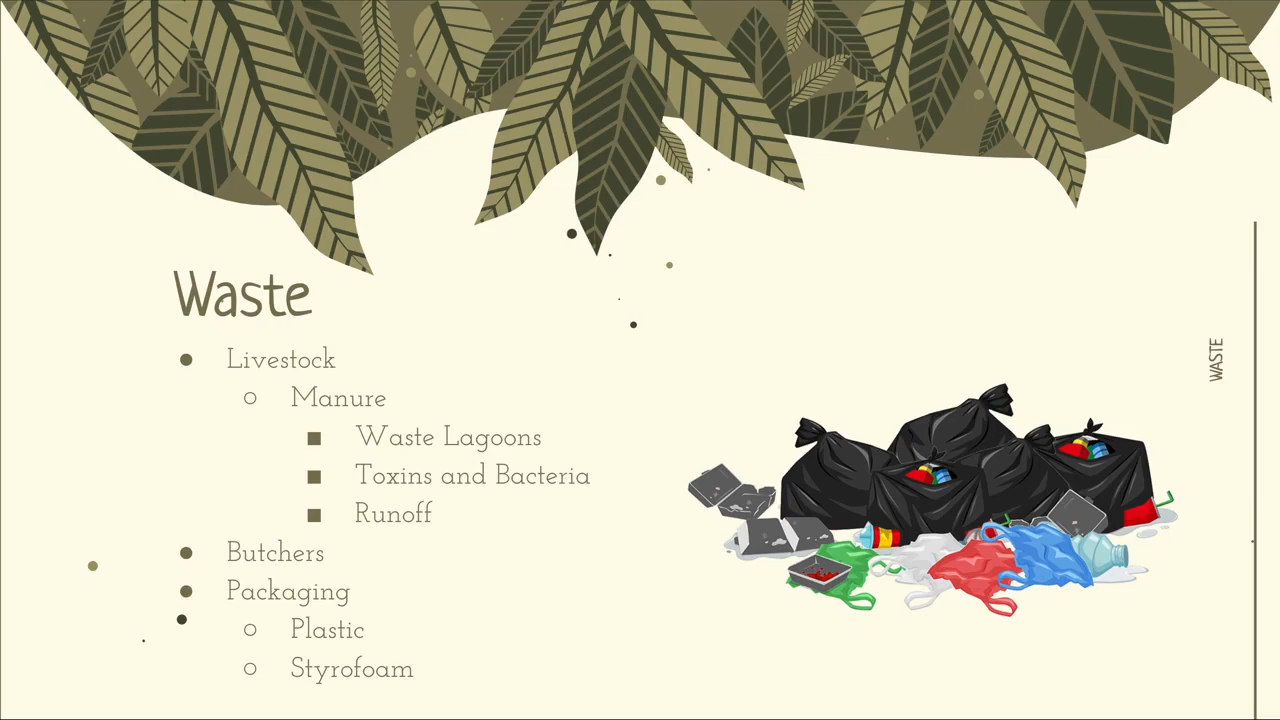 Waste
Livestock
Manure
Waste Lagoons
Toxins and Bacteria
Runoff
Butchers
Packaging
Plastic
Styrofoam
WASTE